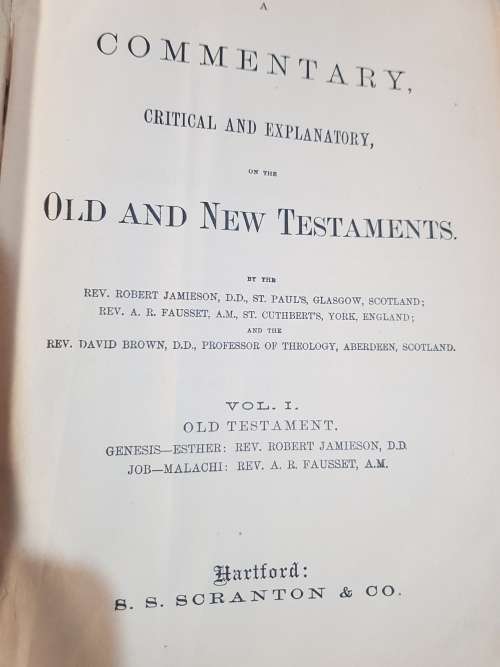 A
COMMENTARY,
CRITICAL AND EXPLANATORY,
ON THE
OLD AND NEW TESTAMENTS.
BY THE
REV. ROBERT JAMIESON, D.D., ST. PAUL'S, GLASGOW, SCOTLAND;
REV. A. R. FAUSSET, A.M., ST. CUTHBERT'S, YORK, ENGLAND;
AND THE
REV. DAVID BROWN, D.D., PROFESSOR OF THEOLOGY, ABERDEEN, SCOTLAND.
VOL. I.
OLD TESTAMENT.
GENESIS—ESTHER: REV. ROBERT JAMIESON, D.D.
JOB—MALACHI: REV. A. R. FAUSSET, A.M.
Hartford:
S. S. SCRANTON & CO.